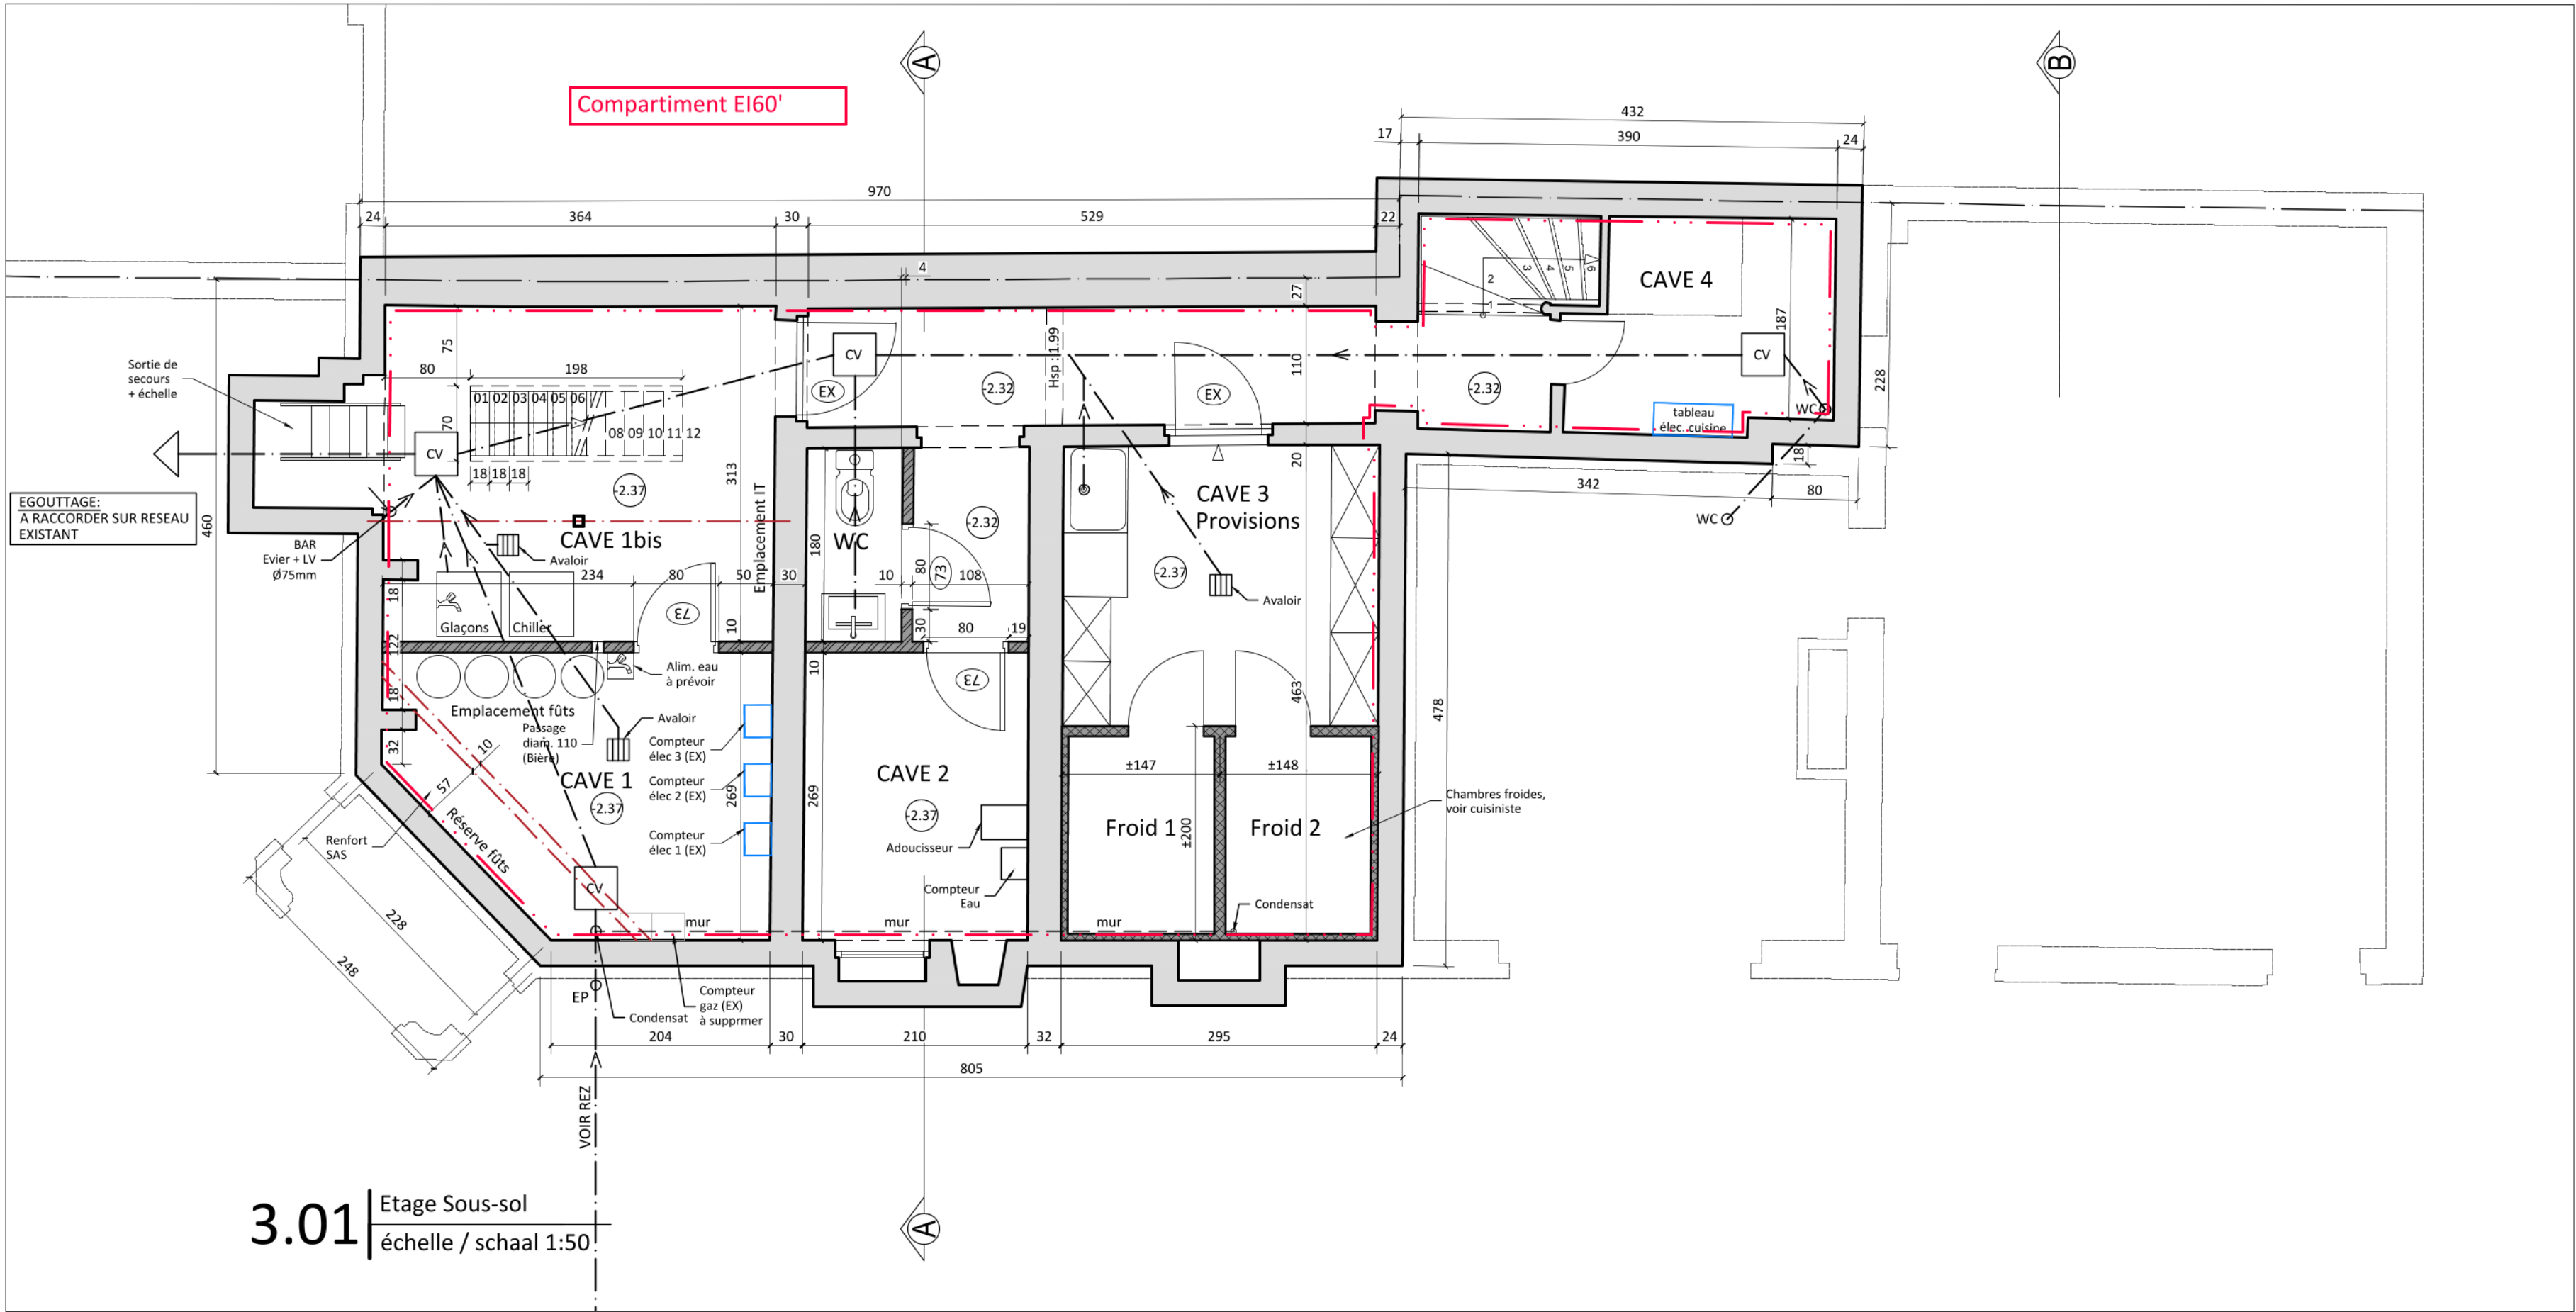 Compartiment EI60'
A
B
432
17
390
24
970
24
364
30
529
22
4
27
CAVE 4
1
2
3
4
5
6
187
228
Sortie de
secours
+ échelle
75
80
198
70
01 02 03 04 05 06
08 09 10 11 12
18 18 18
CV
EX
CV
-2.32
Hsp : 1.99
EX
110
-2.32
CV
WC
tableau
élec. cuisine
18
342
80
WC
EGOUTTAGE:
A RACCORDER SUR RESEAU
EXISTANT
460
BAR
Evier + LV
Ø75mm
-2.37
313
Emplacement IT
CAVE 1bis
Avaloir
234
80
50
30
18
Glaçons
Chiller
73
10
122
180
WC
10
80
73
108
-2.32
30
80
19
20
CAVE 3
Provisions
-2.37
Avaloir
463
478
18
Emplacement fûts
Alim. eau
à prévoir
Passage
diam. 110
(Bière)
Avaloir
32
10
57
CAVE 1
-2.37
Compteur
élec 3 (EX)
Compteur
élec 2 (EX)
Compteur
élec 1 (EX)
269
Renfort
SAS
Réserve fûts
CV
mur
10
73
CAVE 2
269
-2.37
Adoucisseur
Compteur
Eau
mur
±147
±148
±200
Froid 1
Froid 2
Chambres froides,
voir cuisiniste
Condensat
mur
228
248
EP
Condensat
Compteur
gaz (EX)
à supprmer
204
30
210
32
295
24
805
VOIR REZ
A
3.01
Etage Sous-sol
échelle / schaal 1:50